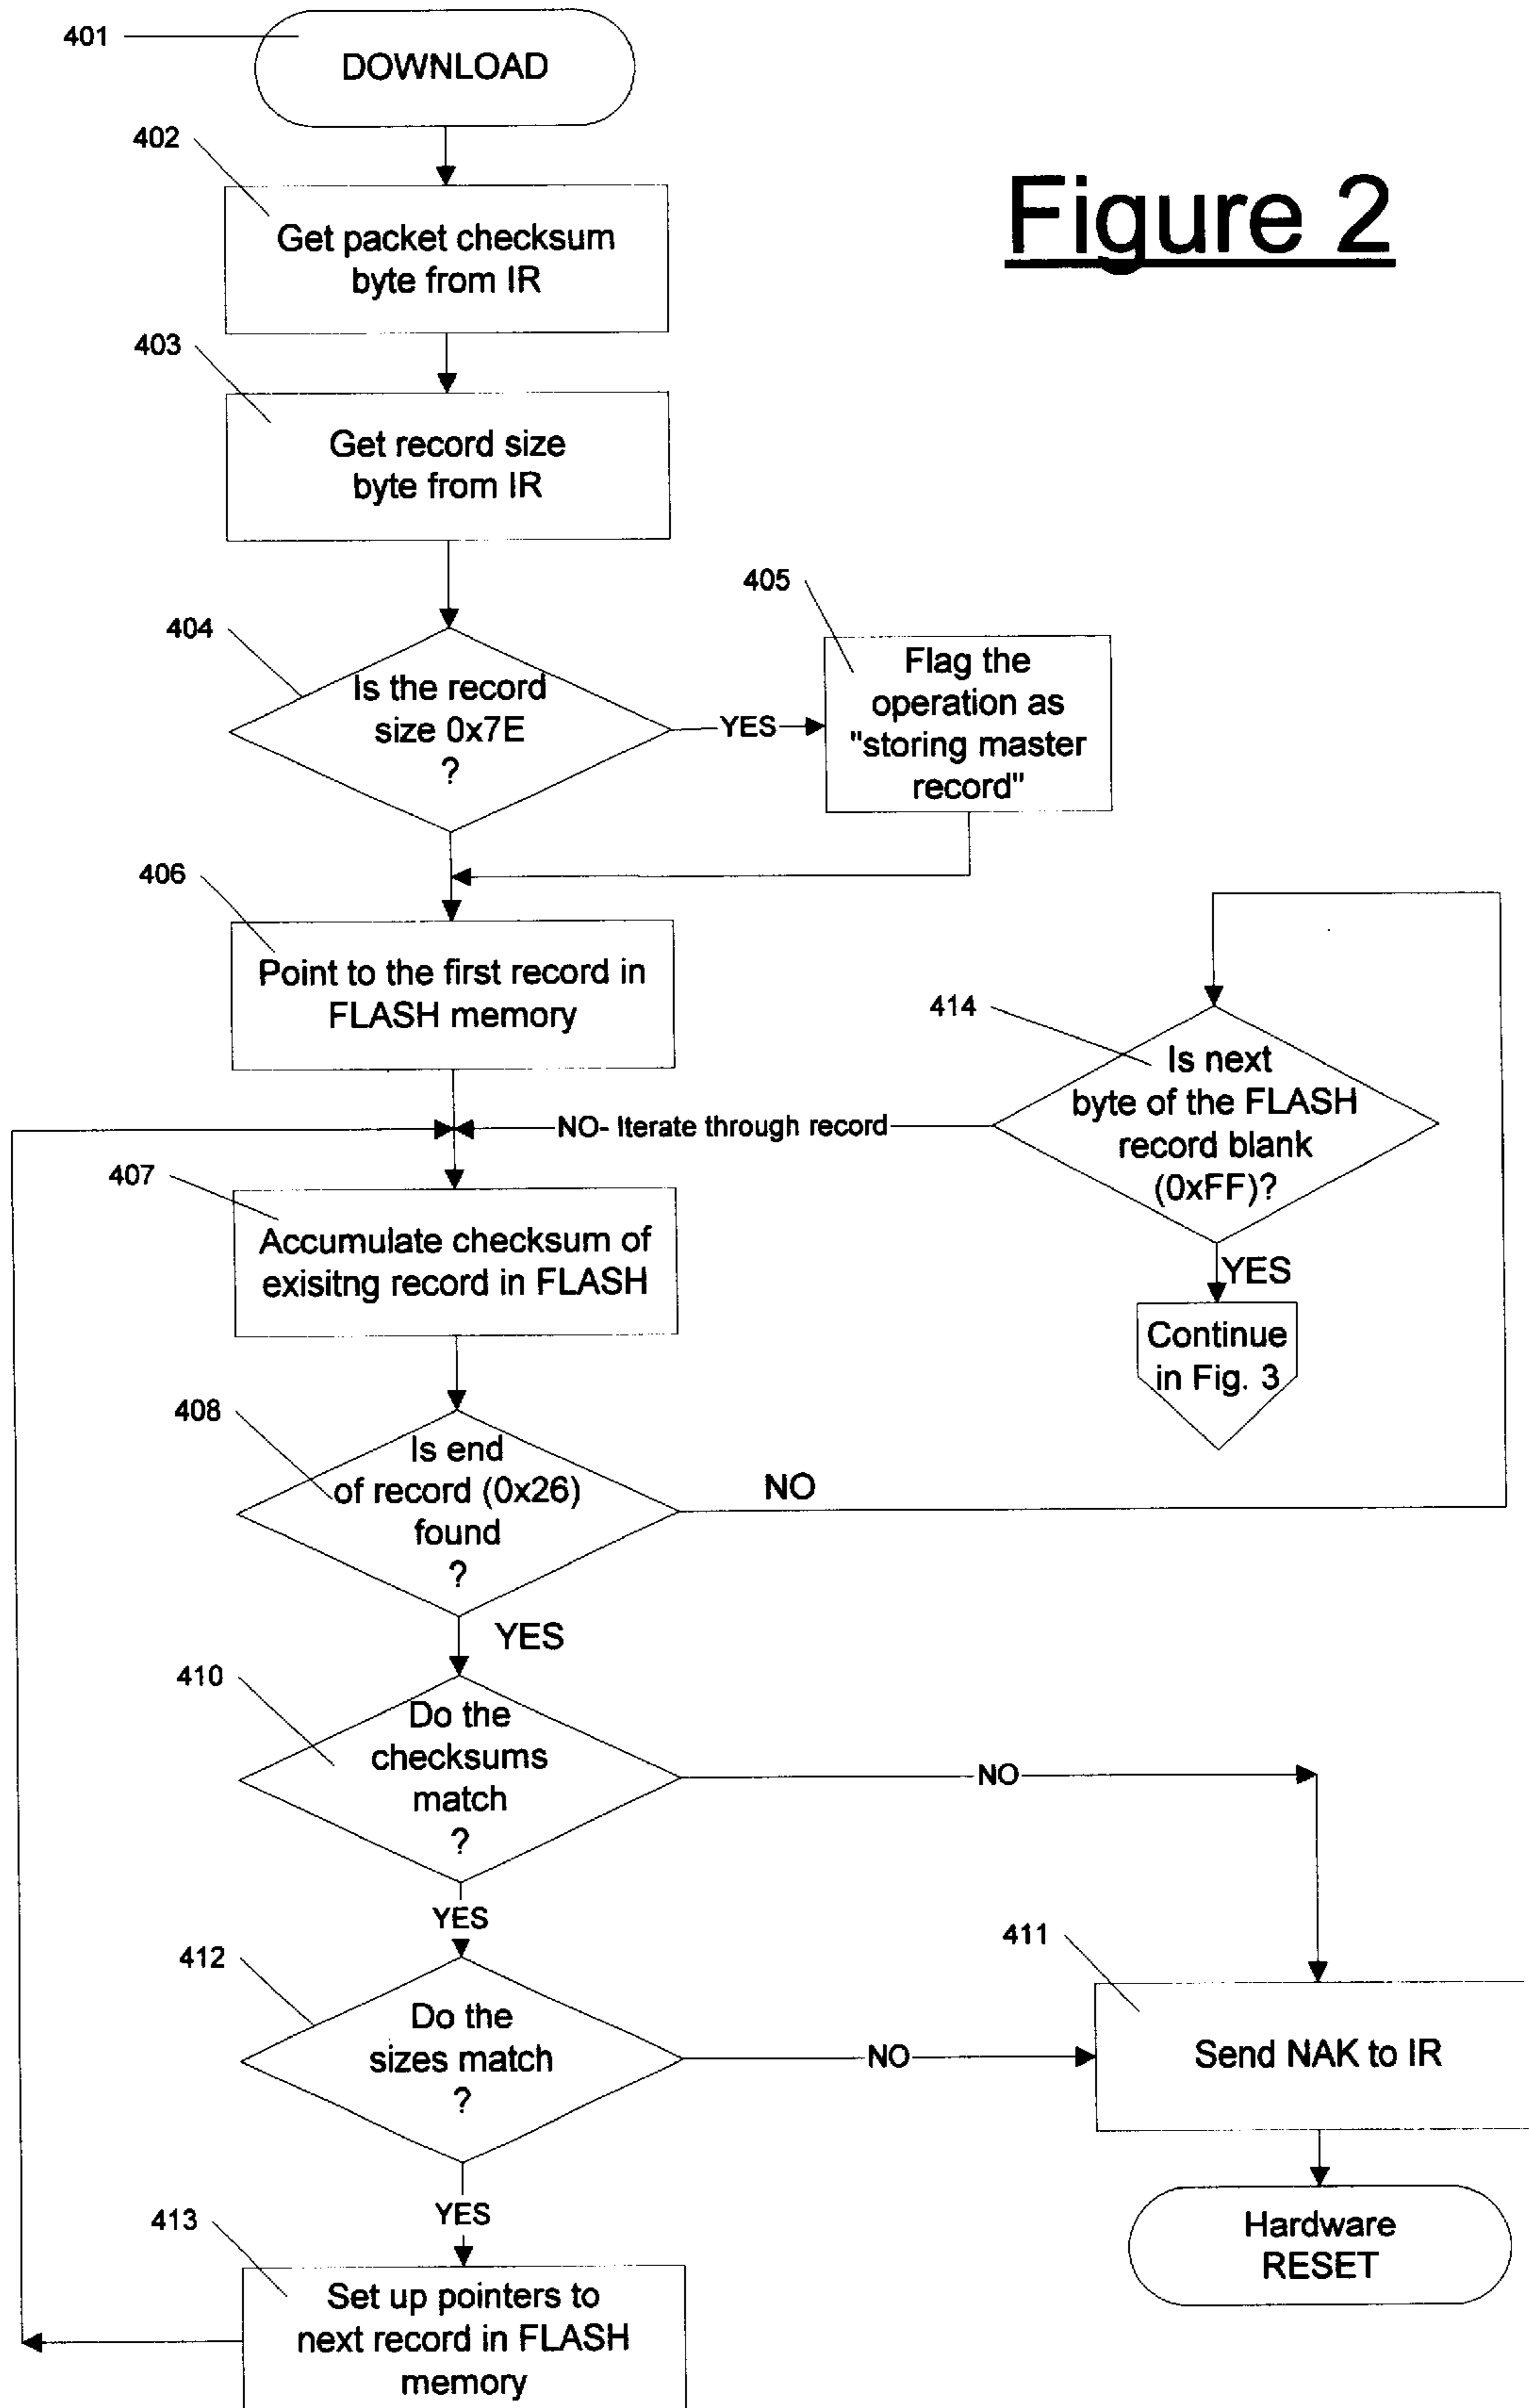 401
DOWNLOAD
402
Figure 2
Get packet checksum
byte from IR
403
Get record size
byte from IR
405
404
Flag the
operation as
"storing master
record"
Is the record
size 0x7E
?
YES
406
Point to the first record in
FLASH memory
414
Is next
byte of the FLASH
record blank
(0xFF)?
NO- Iterate through record
407
Accumulate checksum of
exisitng record in FLASH
YES
Continue
in Fig. 3
408
Is end
of record (0x26)
found
?
NO
YES
410
Do the
checksums
match
?
NO
YES
411
412
Do the
sizes match
?
NO
Send NAK to IR
YES
413
Hardware
RESET
Set up pointers to
next record in FLASH
memory